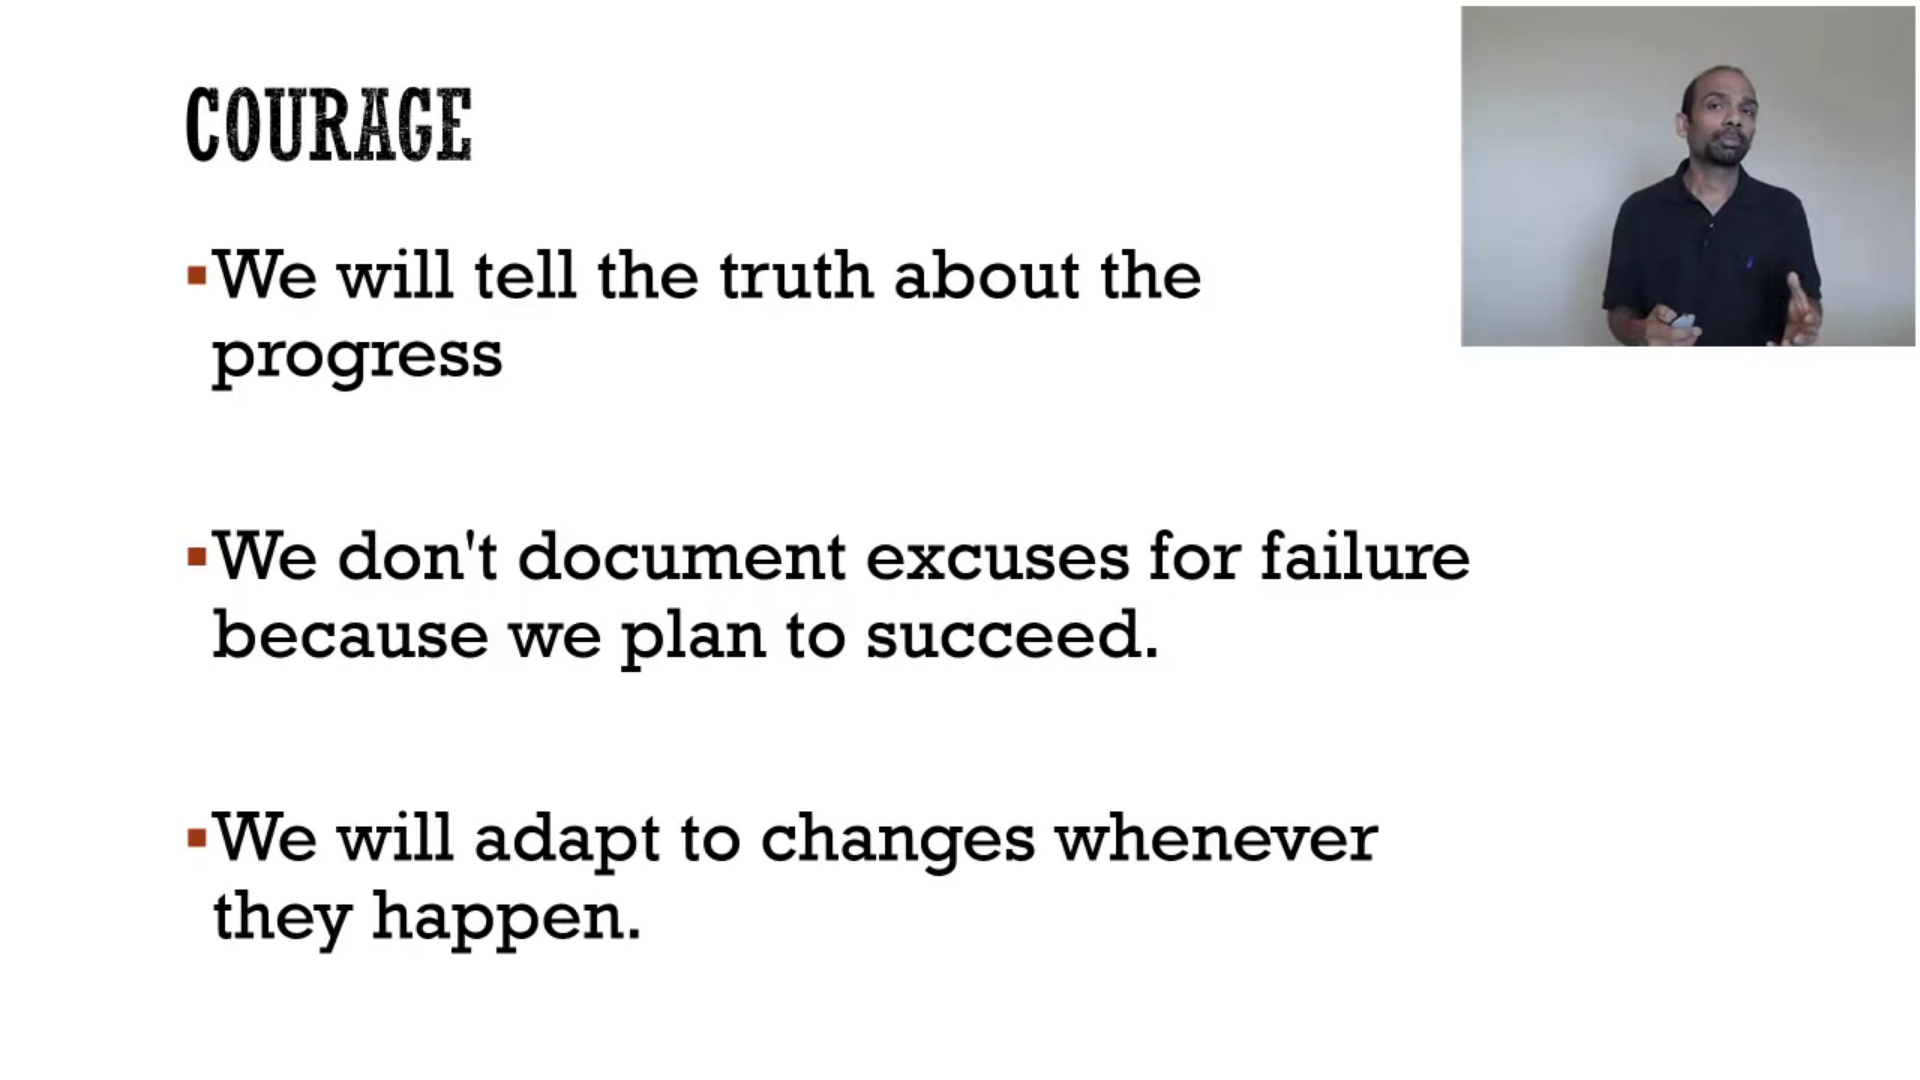 COURAGE
▪We will tell the truth about the
progress
▪We don't document excuses for failure
because we plan to succeed.
▪We will adapt to changes whenever
they happen.